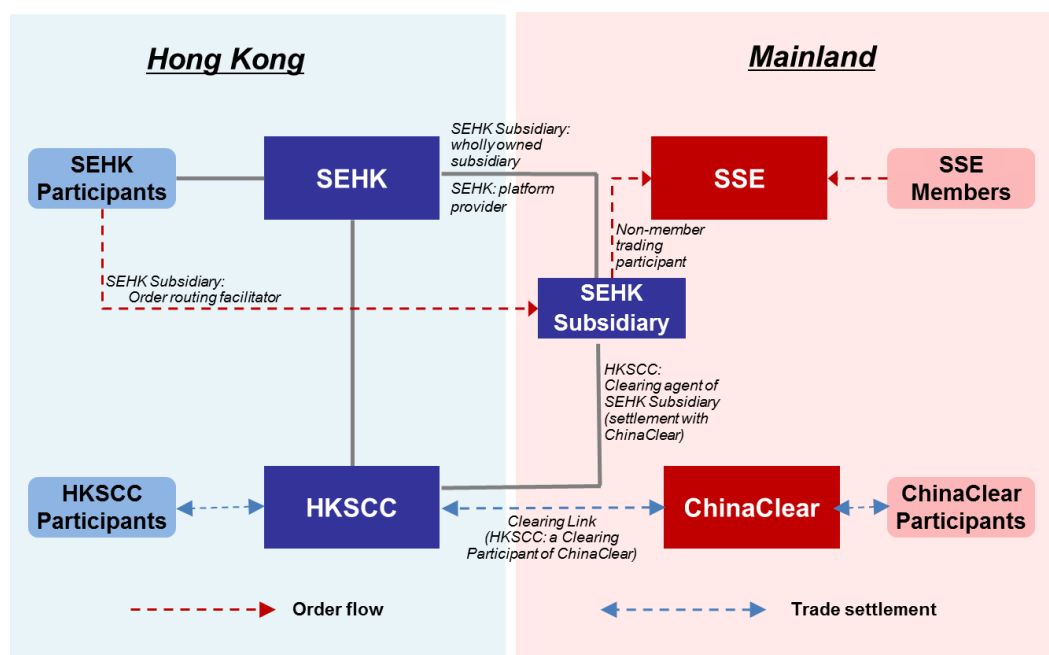 Hong Kong
Mainland
SEHK
Participants
SEHK
SEHK Subsidiary:
wholly owned
subsidiary
SEHK: platform
provider
SSE
SSE
Members
Non-member
trading
participant
SEHK Subsidiary:
Order routing facilitator
SEHK
Subsidiary
HKSCC:
Clearing agent of
SEHK Subsidiary
(settlement with
ChinaClear)
HKSCC
Participants
HKSCC
Clearing Link
(HKSCC: a Clearing
Participant of ChinaClear)
ChinaClear
ChinaClear
Participants
Order flow
Trade settlement